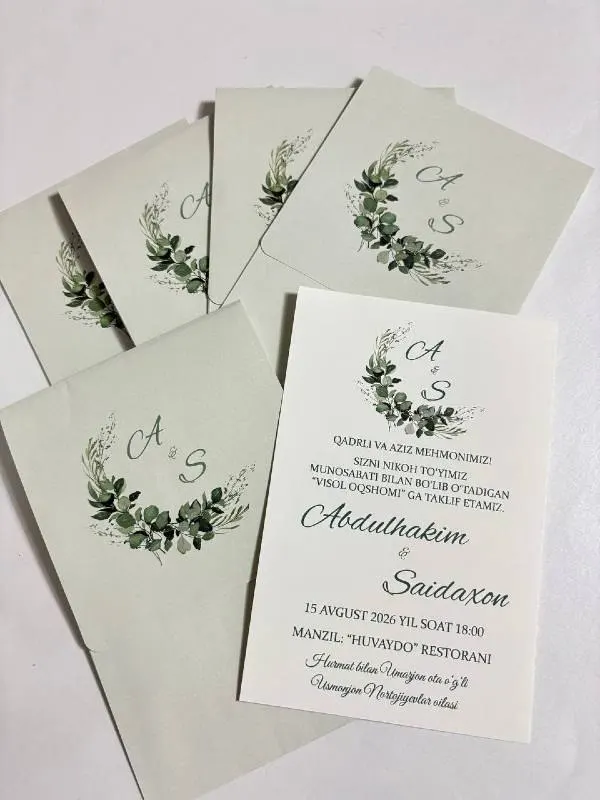 A
A
&
S
A
&
S
A
&
S
QADRLI VA AZIZ MEHMONIMIZ!
SIZNI NIKOH TO'YIMIZ
MUNOSABATI BILAN BO'LIB O'TADIGAN
"VISOL OQSHOMI" GA TAKLIF ETAMIZ.
Abdulhakim
&
Saidaxon
15 AVGUST 2026 YIL SOAT 18:00
MANZIL: "HUVAYDO" RESTORANI
Hurmat bilan Umarjon ota o'g'li
Usmonjon Nortojiyevlar oilasi